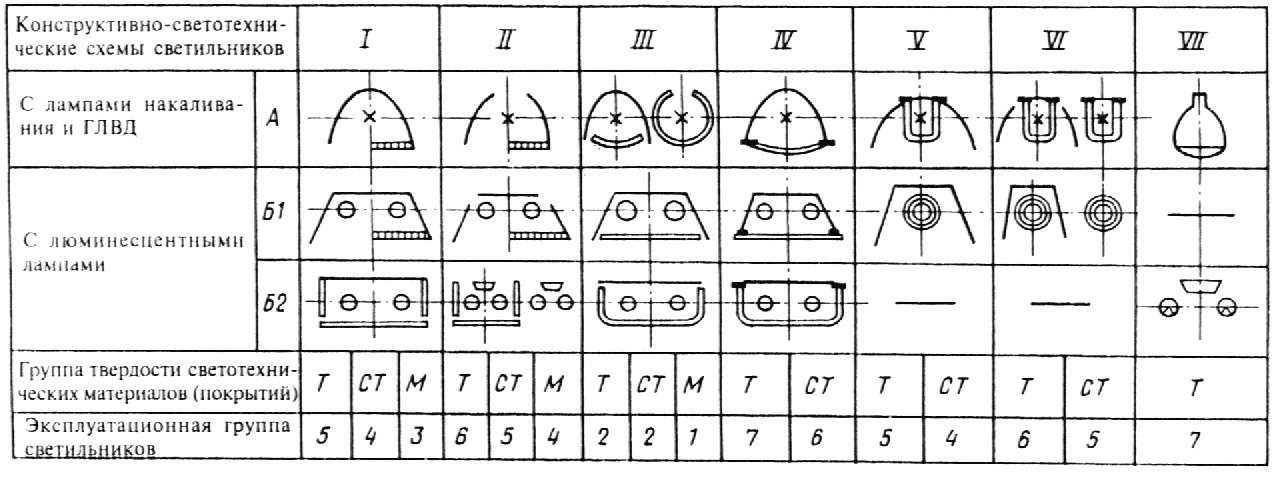 Конструктивно-светотехни-
ческие схемы светильников
I II III IV V VI VII
С лампами накалива-
ния и ГЛВД
А
С люминесцентными
лампами
Б1
Б2
Группа твердости светотехни-
ческих материалов (покрытий)
Т СТ М Т СТ М Т СТ М Т СТ Т СТ Т СТ Т
Эксплуатационная группа
светильников
5 4 3 6 5 4 2 2 1 7 6 5 4 6 5 7